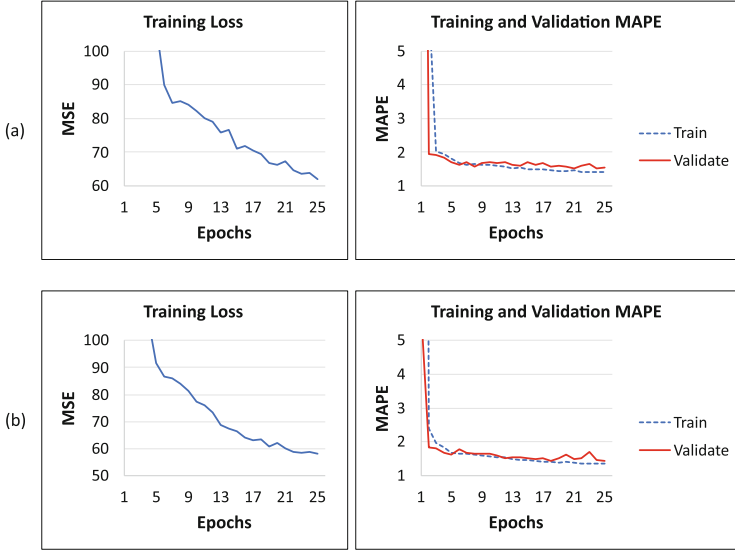 (a)
Training Loss
MSE
100
90
80
70
60
1 5 9 13 17 21 25
Epochs
Training and Validation MAPE
MAPE
5
4
3
2
1
1 5 9 13 17 21 25
Epochs
Train
Validate
(b)
Training Loss
MSE
100
90
80
70
60
50
1 5 9 13 17 21 25
Epochs
Training and Validation MAPE
MAPE
5
4
3
2
1
1 5 9 13 17 21 25
Epochs
Train
Validate